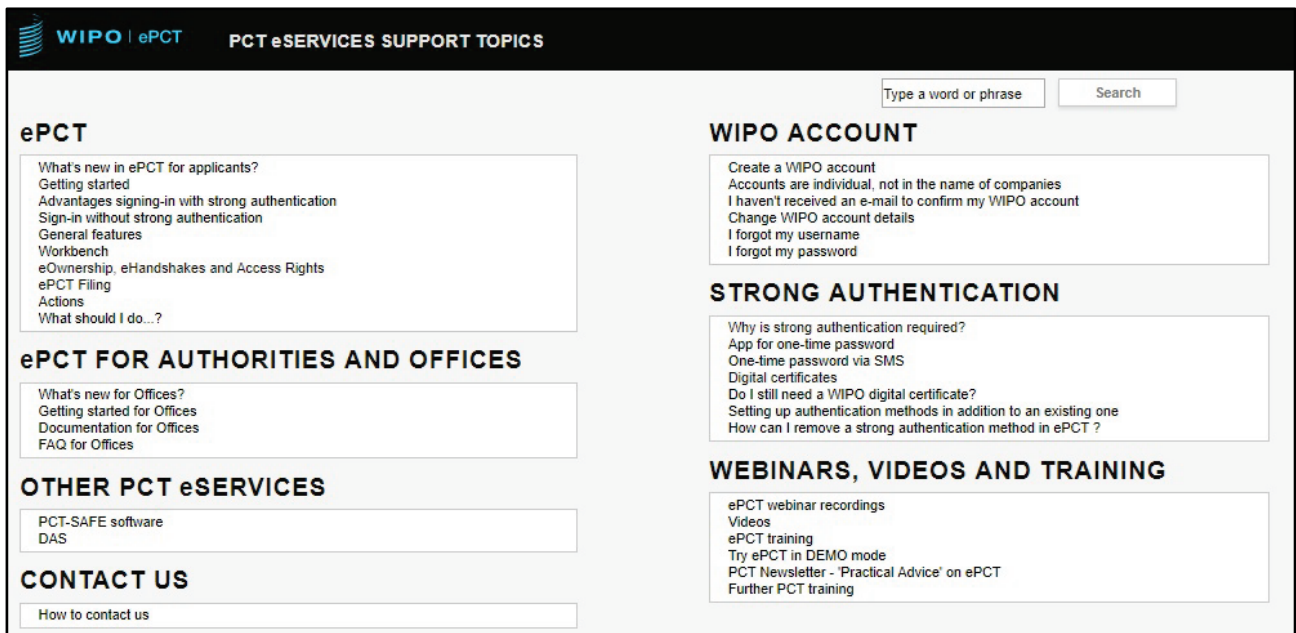 WIPO | ePCT
PCT eSERVICES SUPPORT TOPICS
Type a word or phrase
Search
ePCT
What's new in ePCT for applicants?
Getting started
Advantages signing-in with strong authentication
Sign-in without strong authentication
General features
Workbench
eOwnership, eHandshakes and Access Rights
ePCT Filing
Actions
What should I do...?
ePCT FOR AUTHORITIES AND OFFICES
What's new for Offices?
Getting started for Offices
Documentation for Offices
FAQ for Offices
OTHER PCT eSERVICES
PCT-SAFE software
DAS
CONTACT US
How to contact us
WIPO ACCOUNT
Create a WIPO account
Accounts are individual, not in the name of companies
I haven't received an e-mail to confirm my WIPO account
Change WIPO account details
I forgot my username
I forgot my password
STRONG AUTHENTICATION
Why is strong authentication required?
App for one-time password
One-time password via SMS
Digital certificates
Do I still need a WIPO digital certificate?
Setting up authentication methods in addition to an existing one
How can I remove a strong authentication method in ePCT ?
WEBINARS, VIDEOS AND TRAINING
ePCT webinar recordings
Videos
ePCT training
Try ePCT in DEMO mode
PCT Newsletter - 'Practical Advice' on ePCT
Further PCT training